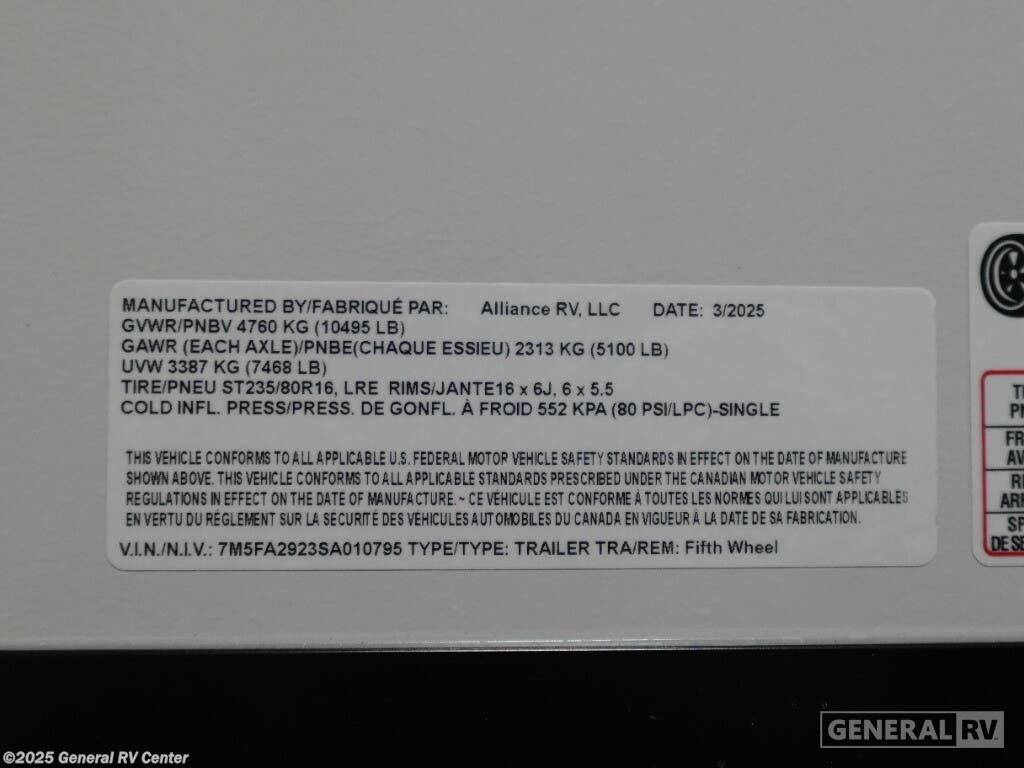 MANUFACTURED BY/FABRIQUÉ PAR: Alliance RV, LLC DATE: 3/2025
GVWR/PNBV 4760 KG (10495 LB)
GAWR (EACH AXLE)/PNBE(CHAQUE ESSIEU) 2313 KG (5100 LB)
UVW 3387 KG (7468 LB)
TIRE/PNEU ST235/80R16, LRE RIMS/JANTE16 x 6J, 6 x 5.5
COLD INFL. PRESS/PRESS. DE GONFL. À FROID 552 KPA (80 PSI/LPC)-SINGLE
THIS VEHICLE CONFORMS TO ALL APPLICABLE U.S. FEDERAL MOTOR VEHICLE SAFETY STANDARDS IN EFFECT ON THE DATE OF MANUFACTURE
SHOWN ABOVE. THIS VEHICLE CONFORMS TO ALL APPLICABLE STANDARDS PRESCRIBED UNDER THE CANADIAN MOTOR VEHICLE SAFETY
REGULATIONS IN EFFECT ON THE DATE OF MANUFACTURE. ~ CE VÉHICULE EST CONFORME À TOUTES LES NORMES QUI LUI SONT APPLICABLES
EN VERTU DU RÈGLEMENT SUR LA SÉCURITÉ DES VÉHICULES AUTOMOBILES DU CANADA EN VIGUEUR À LA DATE DE SA FABRICATION.
V.I.N./N.I.V.: 7M5FA2923SA010795 TYPE/TYPE: TRAILER TRA/REM: Fifth Wheel
GENERAL RV
©2025 General RV Center